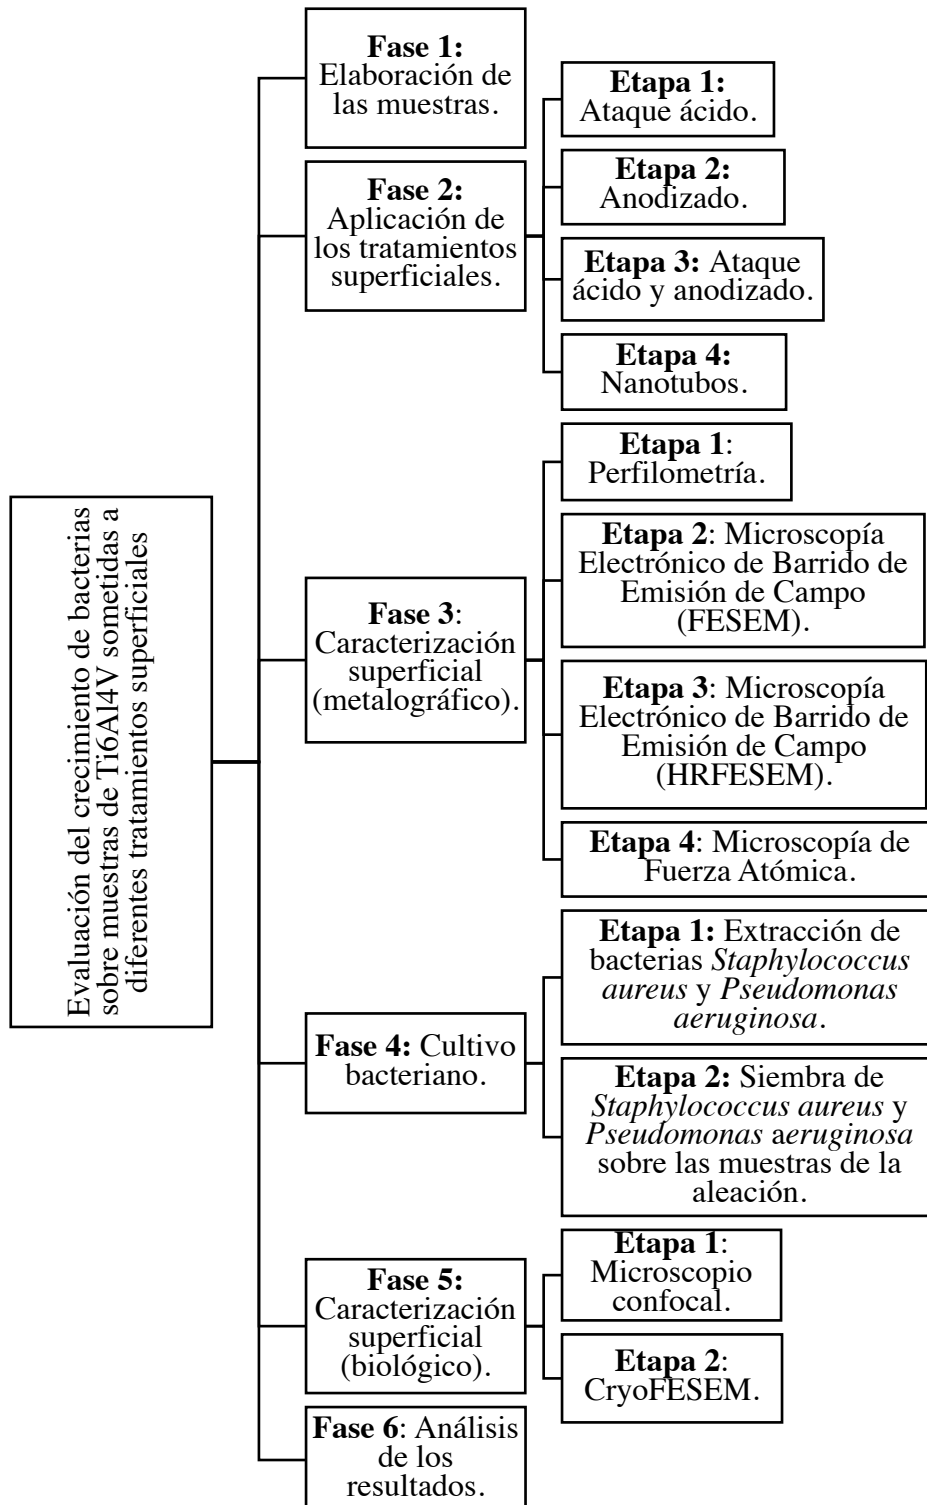 Evaluación del crecimiento de bacterias
sobre muestras de Ti6Al4V sometidas a
diferentes tratamientos superficiales
Fase 1:
Elaboración de
las muestras.
Fase 2:
Aplicación de
los tratamientos
superficiales.
Etapa 1:
Ataque ácido.
Etapa 2:
Anodizado.
Etapa 3: Ataque
ácido y anodizado.
Etapa 4:
Nanotubos.
Fase 3:
Caracterización
superficial
(metalográfico).
Etapa 1:
Perfilometría.
Etapa 2: Microscopía
Electrónico de Barrido de
Emisión de Campo
(FESEM).
Etapa 3: Microscopía
Electrónico de Barrido de
Emisión de Campo
(HRFESEM).
Etapa 4: Microscopía de
Fuerza Atómica.
Fase 4: Cultivo
bacteriano.
Etapa 1: Extracción de
bacterias Staphylococcus
aureus y Pseudomonas
aeruginosa.
Etapa 2: Siembra de
Staphylococcus aureus y
Pseudomonas aeruginosa
sobre las muestras de la
aleación.
Fase 5:
Caracterización
superficial
(biológico).
Etapa 1:
Microscopio
confocal.
Etapa 2:
CryoFESEM.
Fase 6: Análisis
de los
resultados.